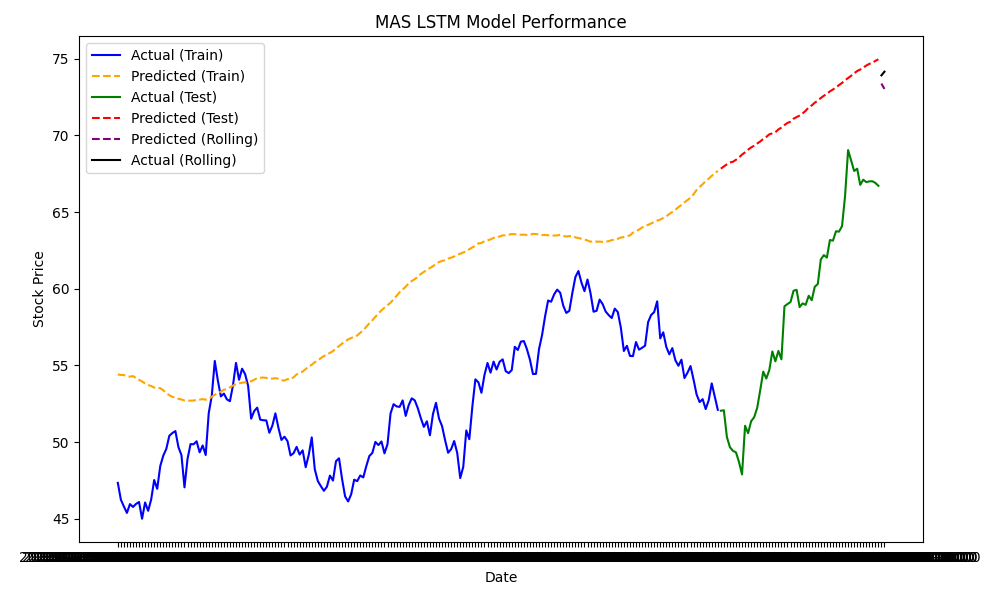 MAS LSTM Model Performance
Actual (Train)
Predicted (Train)
Actual (Test)
Predicted (Test)
Predicted (Rolling)
Actual (Rolling)
Stock Price
75
70
65
60
55
50
45
Date